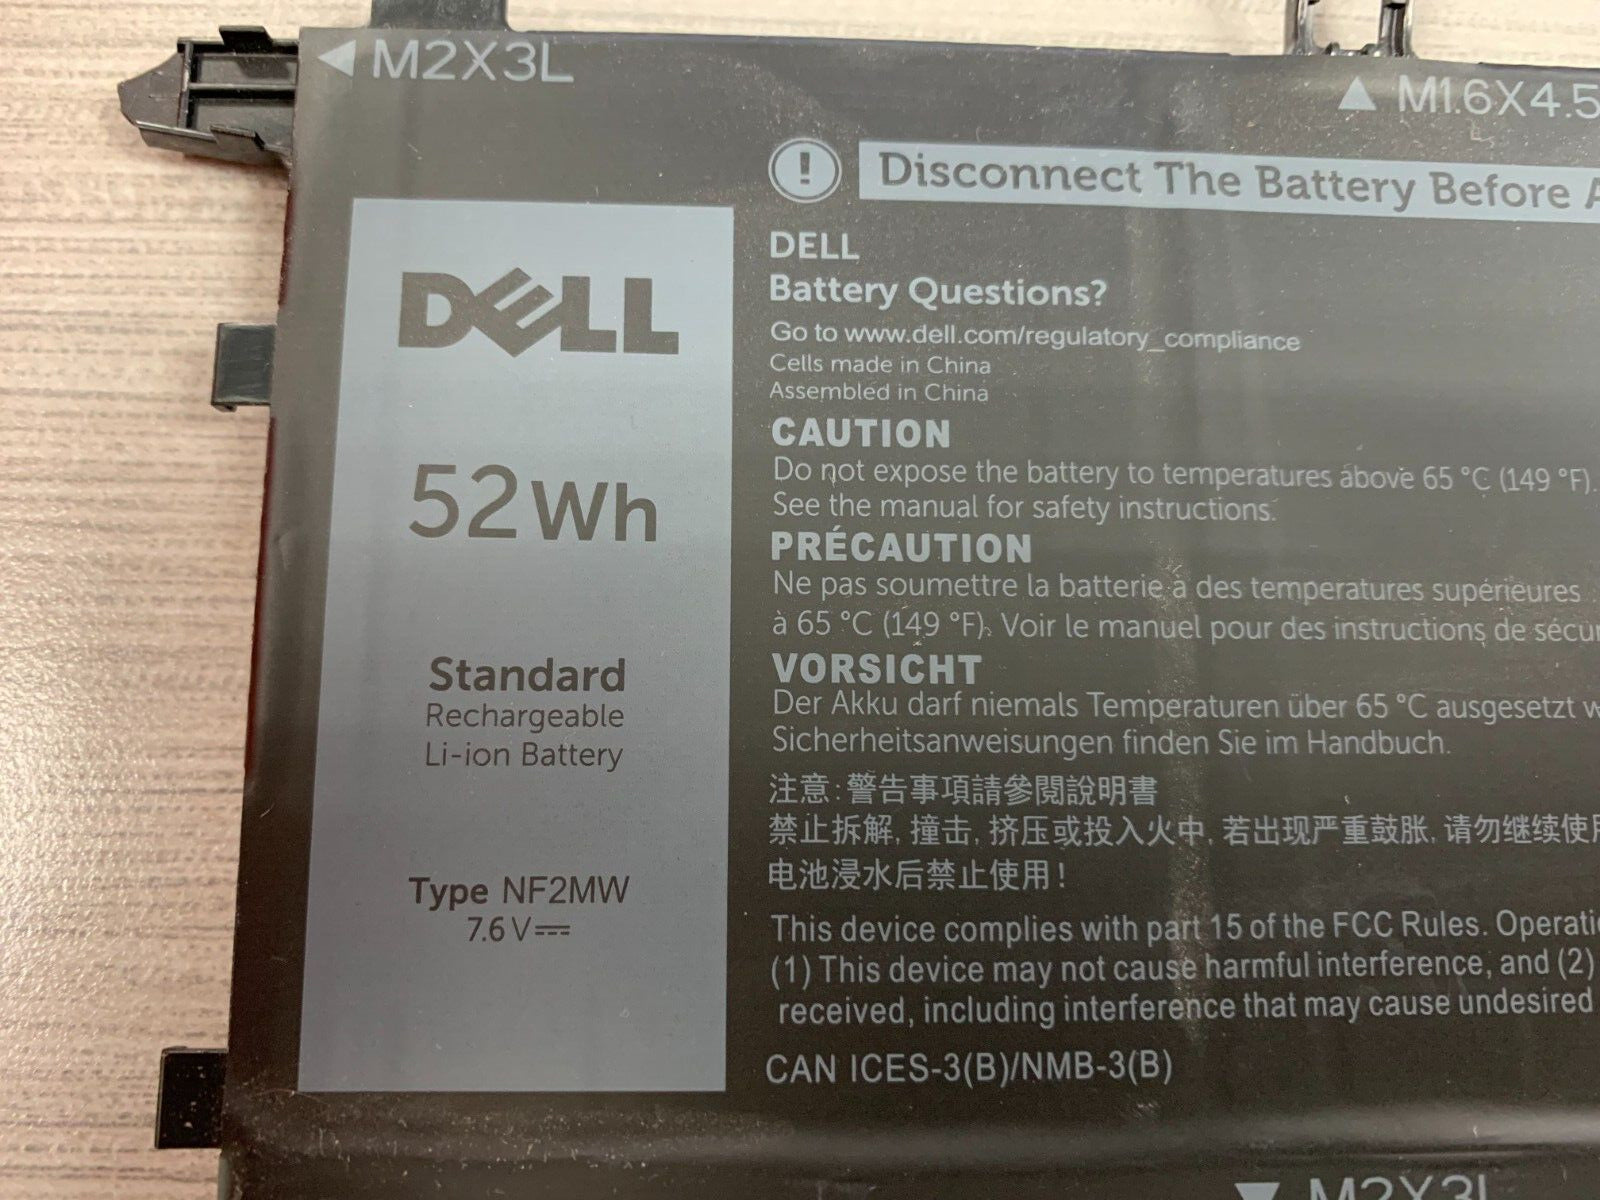 M2X3L
M1.6X4.5
! Disconnect The Battery Before
DELL
52Wh
Standard
Rechargeable
Li-ion Battery
Type NF2MW
7.6 V
DELL
Battery Questions?
Go to www.dell.com/regulatory_compliance
Cells made in China
Assembled in China
CAUTION
Do not expose the battery to temperatures above 65 °C (149 °F).
See the manual for safety instructions.
PRÉCAUTION
Ne pas soumettre la batterie à des temperatures supérieures
à 65 °C (149 °F). Voir le manuel pour des instructions de
VORSICHT
Der Akku darf niemals Temperaturen über 65 °C ausgesetzt
Sicherheitsanweisungen finden Sie im Handbuch.
注意:警告事項請參閱說明書
禁止拆解, 撞击, 挤压或投入火中, 若出现严重鼓胀, 请勿继续使用
电池浸水后禁止使用!
This device complies with part 15 of the FCC Rules.
(1) This device may not cause harmful interference, and (2)
received, including interference that may cause undesired
CAN ICES-3(B)/NMB-3(B)
M2X3L